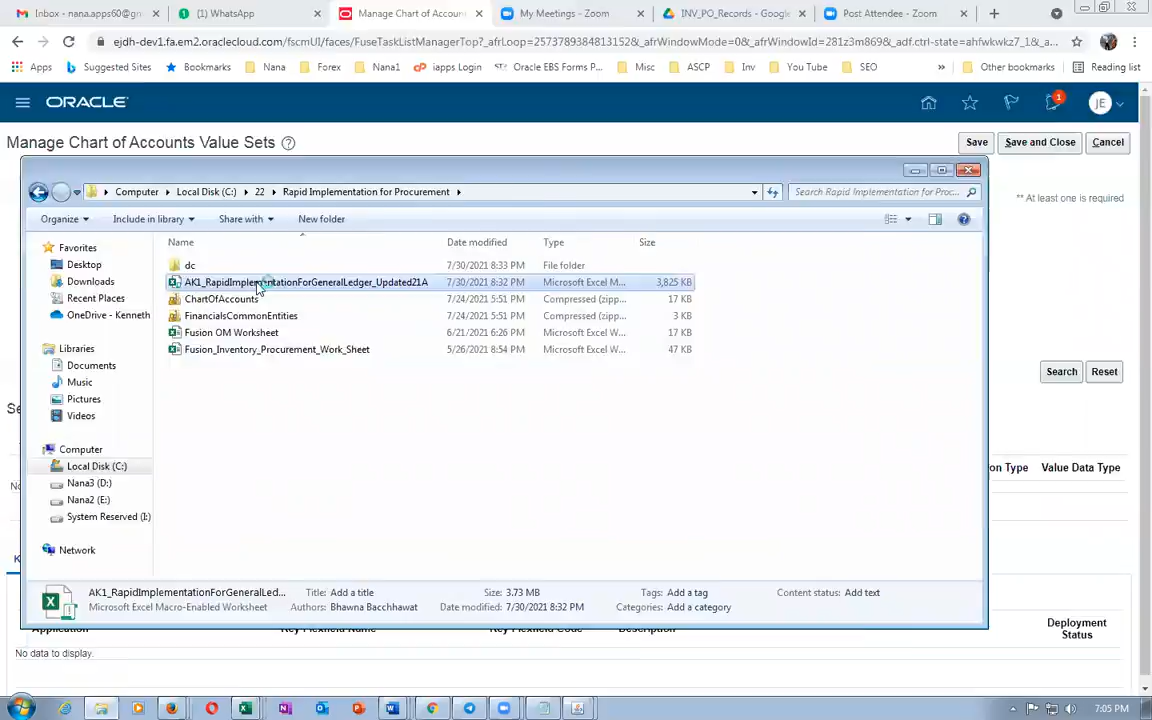 Inbox - nana.apps60@gm
WhatsApp
Manage Chart of Accoun
My Meetings - Zoom
INV_PO_Records - Google
Post Attendee - Zoom
ejdh-dev1.fa.em2.oraclecloud.com/fscmUI/faces/FuseTaskListManagerTop?_afrLoop=25737893848131528&_afrWindowMode=0&_afrWindowId=281z3m869&_adf.ctrl-state=ahfwkwkz7_1&_a...
Apps
Suggested Sites
Bookmarks
Nana
Forex
Nana1
iapps Login
Oracle EBS Forms P...
Misc
ASCP
Inv
You Tube
SEO
»
Other bookmarks
Reading list
ORACLE
1
JE
Manage Chart of Accounts Value Sets
Save
Save and Close
Cancel
Computer
Local Disk (C:)
22
Rapid Implementation for Procurement
Search Rapid Implementation for Proc...
** At least one is required
Organize
Include in library
Share with
New folder
Name
Date modified
Type
Size
Favorites
Desktop
Downloads
Recent Places
OneDrive - Kenneth
Libraries
Documents
Music
Pictures
Videos
Computer
Local Disk (C:)
Nana3 (D:)
Nana2 (E:)
System Reserved (I:)
Network
dc 7/30/2021 8:33 PM File folder
AK1_RapidImplementationForGeneralLedger_Updated21A 7/30/2021 8:32 PM Microsoft Excel M... 3,825 KB
ChartOfAccounts 7/24/2021 5:51 PM Compressed (zipp... 17 KB
FinancialsCommonEntities 7/24/2021 5:51 PM Compressed (zipp... 3 KB
Fusion OM Worksheet 6/21/2021 6:26 PM Microsoft Excel W... 17 KB
Fusion_Inventory_Procurement_Work_Sheet 5/26/2021 8:54 PM Microsoft Excel W... 47 KB
Search
Reset
Se
on Type
Value Data Type
No
K
AK1_RapidImplementationForGeneralLed... Title: Add a title Size: 3.73 MB Tags: Add a tag Content status: Add text
Microsoft Excel Macro-Enabled Worksheet Authors: Bhawna Bacchhawat Date modified: 7/30/2021 8:32 PM Categories: Add a category
Application
Key Flexfield Name
Key Flexfield Code
Description
Deployment
Status
No data to display.
7:05 PM